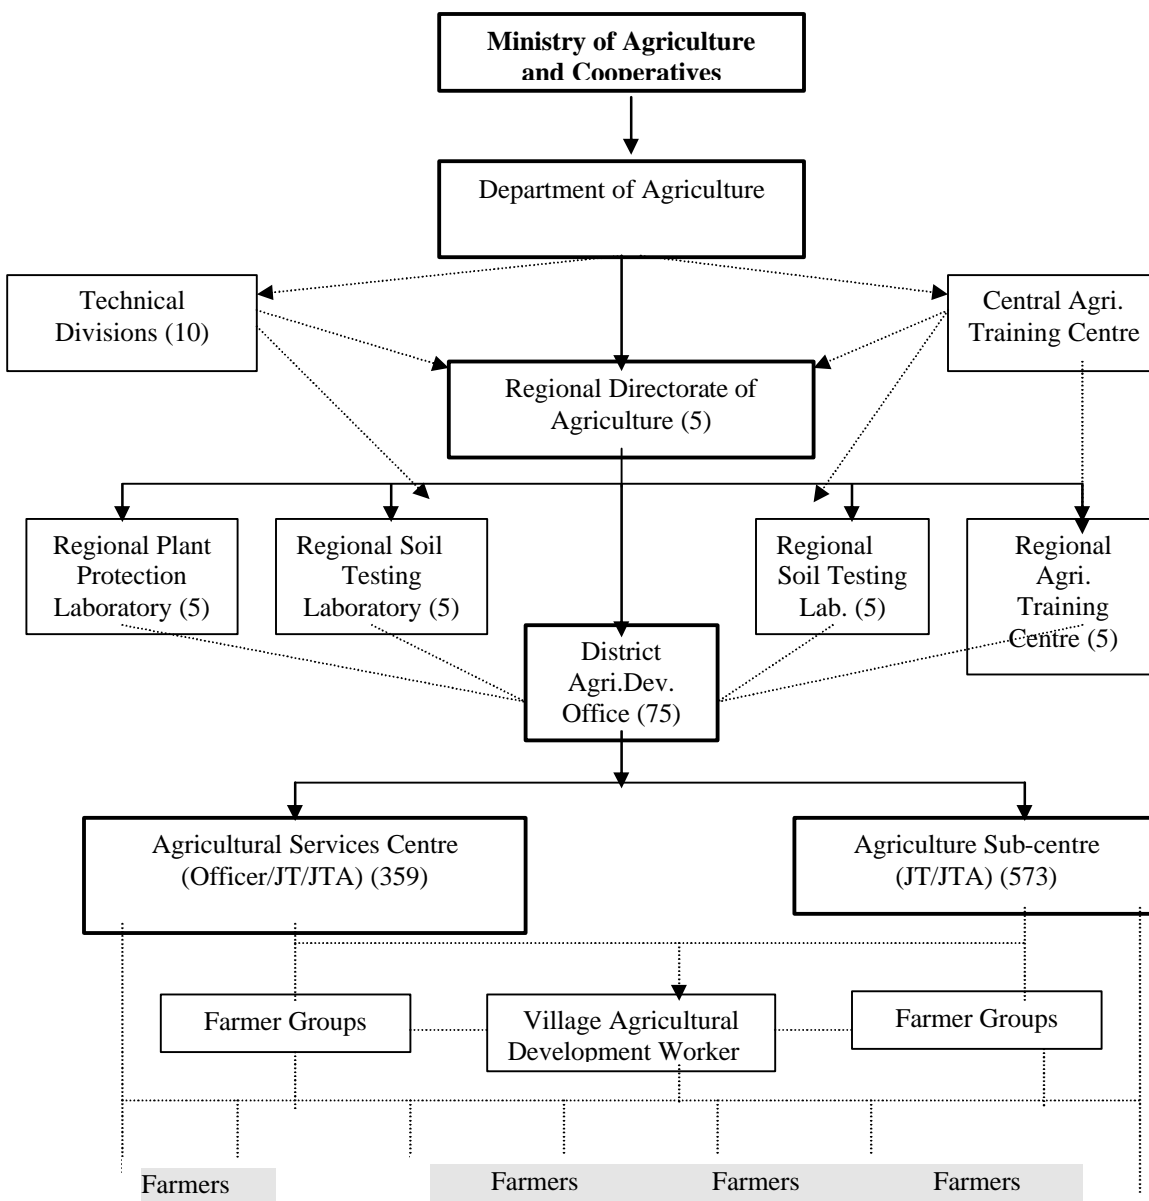 Ministry of Agriculture
and Cooperatives
Department of Agriculture
Technical
Divisions (10)
Central Agri.
Training Centre
Regional Directorate of
Agriculture (5)
Regional Plant
Protection
Laboratory (5)
Regional Soil
Testing
Laboratory (5)
Regional
Soil Testing
Lab. (5)
Regional
Agri.
Training
Centre (5)
District
Agri.Dev.
Office (75)
Agricultural Services Centre
(Officer/JT/JTA) (359)
Agriculture Sub-centre
(JT/JTA) (573)
Farmer Groups
Village Agricultural
Development Worker
Farmer Groups
Farmers
Farmers
Farmers
Farmers